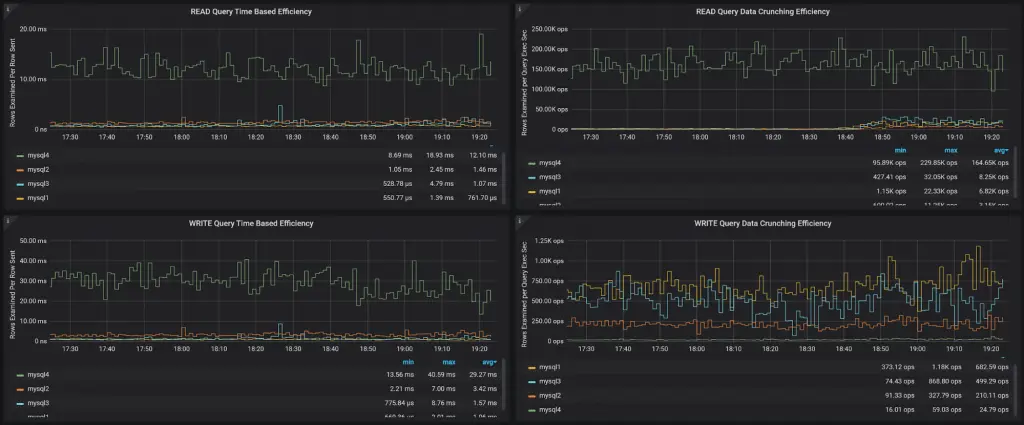 READ Query Time Based Efficiency
Rows Examined Per Row Sent
20.00 ms
10.00 ms
0 ns
17:30 17:40 17:50 18:00 18:10 18:20 18:30 18:40 18:50 19:00 19:10 19:20
mysql4 8.69 ms 18.93 ms 12.10 ms
mysql2 1.05 ms 2.45 ms 1.46 ms
mysql3 528.78 µs 4.79 ms 1.07 ms
mysql1 550.77 µs 1.39 ms 761.70 µs
READ Query Data Crunching Efficiency
Rows Examined per Query Exec Sec
250.00K ops
200.00K ops
150.00K ops
100.00K ops
50.00K ops
0 ops
17:30 17:40 17:50 18:00 18:10 18:20 18:30 18:40 18:50 19:00 19:10 19:20
min max avg
mysql4 95.89K ops 229.85K ops 164.65K ops
mysql3 427.41 ops 32.05K ops 8.25K ops
mysql1 1.15K ops 22.33K ops 6.82K ops
WRITE Query Time Based Efficiency
Rows Examined Per Row Sent
50.00 ms
40.00 ms
30.00 ms
20.00 ms
10.00 ms
0 ns
17:30 17:40 17:50 18:00 18:10 18:20 18:30 18:40 18:50 19:00 19:10 19:20
min max avg
mysql4 13.56 ms 40.59 ms 29.27 ms
mysql2 2.21 ms 7.00 ms 3.42 ms
mysql3 775.84 µs 8.76 ms 1.57 ms
WRITE Query Data Crunching Efficiency
Rows Examined per Query Exec Sec
1.25K ops
1.00K ops
750.00 ops
500.00 ops
250.00 ops
0 ops
17:30 17:40 17:50 18:00 18:10 18:20 18:30 18:40 18:50 19:00 19:10 19:20
mysql1 373.12 ops 1.18K ops 682.59 ops
mysql3 74.43 ops 868.80 ops 499.29 ops
mysql2 91.33 ops 327.79 ops 210.11 ops
mysql4 16.01 ops 59.03 ops 24.79 ops